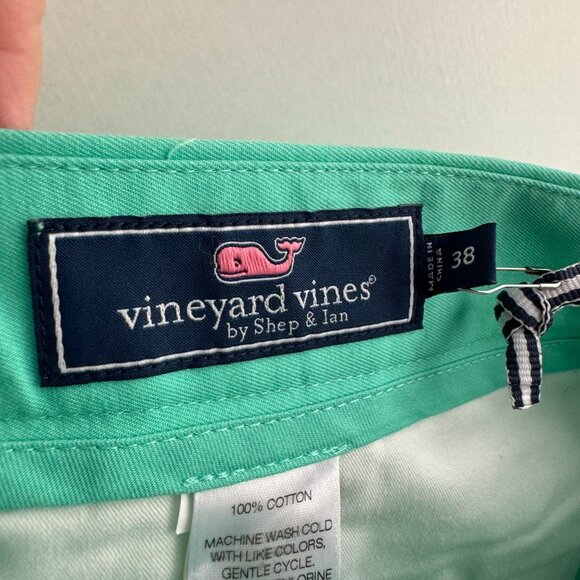 vineyard vines®
by Shep & Ian
MADE IN
CHINA
38
100% COTTON
MACHINE WASH COLD
WITH LIKE COLORS,
GENTLE CYCLE.